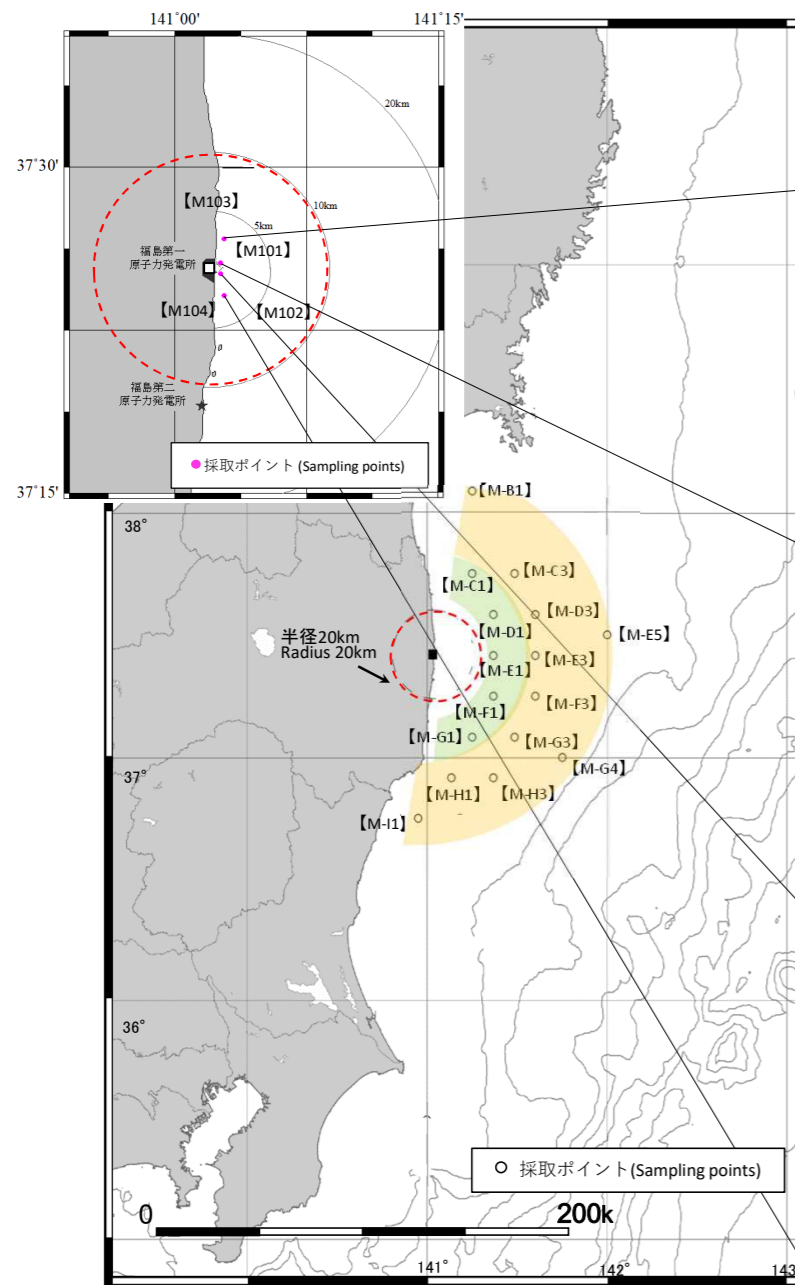 141°00'
141°15'
20km
37°30'
10km
【M103】
5km
【M101】
福島第一
原子力発電所
【M104】
【M102】
福島第二
原子力発電所
採取ポイント(Sampling points)
37°15'
【M-B1】
38°
【M-C3】
【M-C1】
【M-D3】
【M-D1】
【M-E5】
半径20km
Radius 20km
【M-E3】
【M-E1】
【M-F3】
【M-F1】
【M-G1】
【M-G3】
【M-G4】
37°
【M-H1】
【M-H3】
【M-I1】
36°
採取ポイント(Sampling points)
0
200k
141°
142°
143